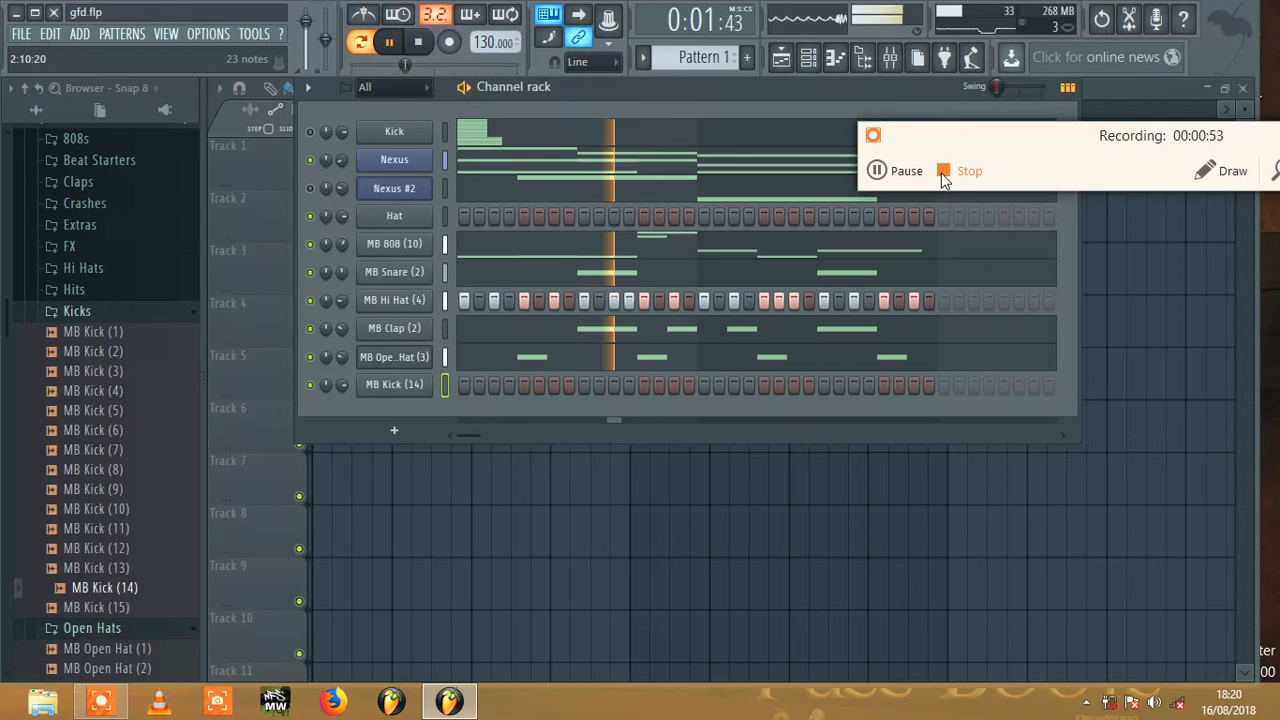 gfd.flp
FILE EDIT ADD PATTERNS VIEW OPTIONS TOOLS ?
2:10:20 23 notes
3.2
130.000
0:01:43
M:S:CS
33 268 MB
3
Line
Pattern 1
Click for online news
Browser - Snap 8
All
Channel rack
Swing
808s
Beat Starters
Claps
Crashes
Extras
FX
Hi Hats
Hits
Kicks
MB Kick (1)
MB Kick (2)
MB Kick (3)
MB Kick (4)
MB Kick (5)
MB Kick (6)
MB Kick (7)
MB Kick (8)
MB Kick (9)
MB Kick (10)
MB Kick (11)
MB Kick (12)
MB Kick (13)
MB Kick (14)
MB Kick (15)
Open Hats
MB Open Hat (1)
MB Open Hat (2)
STEP SLID
Track 1
Track 2
Track 3
Track 4
Track 5
Track 6
Track 7
Track 8
Track 9
Track 10
Track 11
Kick
Nexus
Nexus #2
Hat
MB 808 (10)
MB Snare (2)
MB Hi Hat (4)
MB Clap (2)
MB Ope..Hat (3)
MB Kick (14)
+
Recording: 00:00:53
Pause
Stop
Draw
MW
18:20
16/08/2018